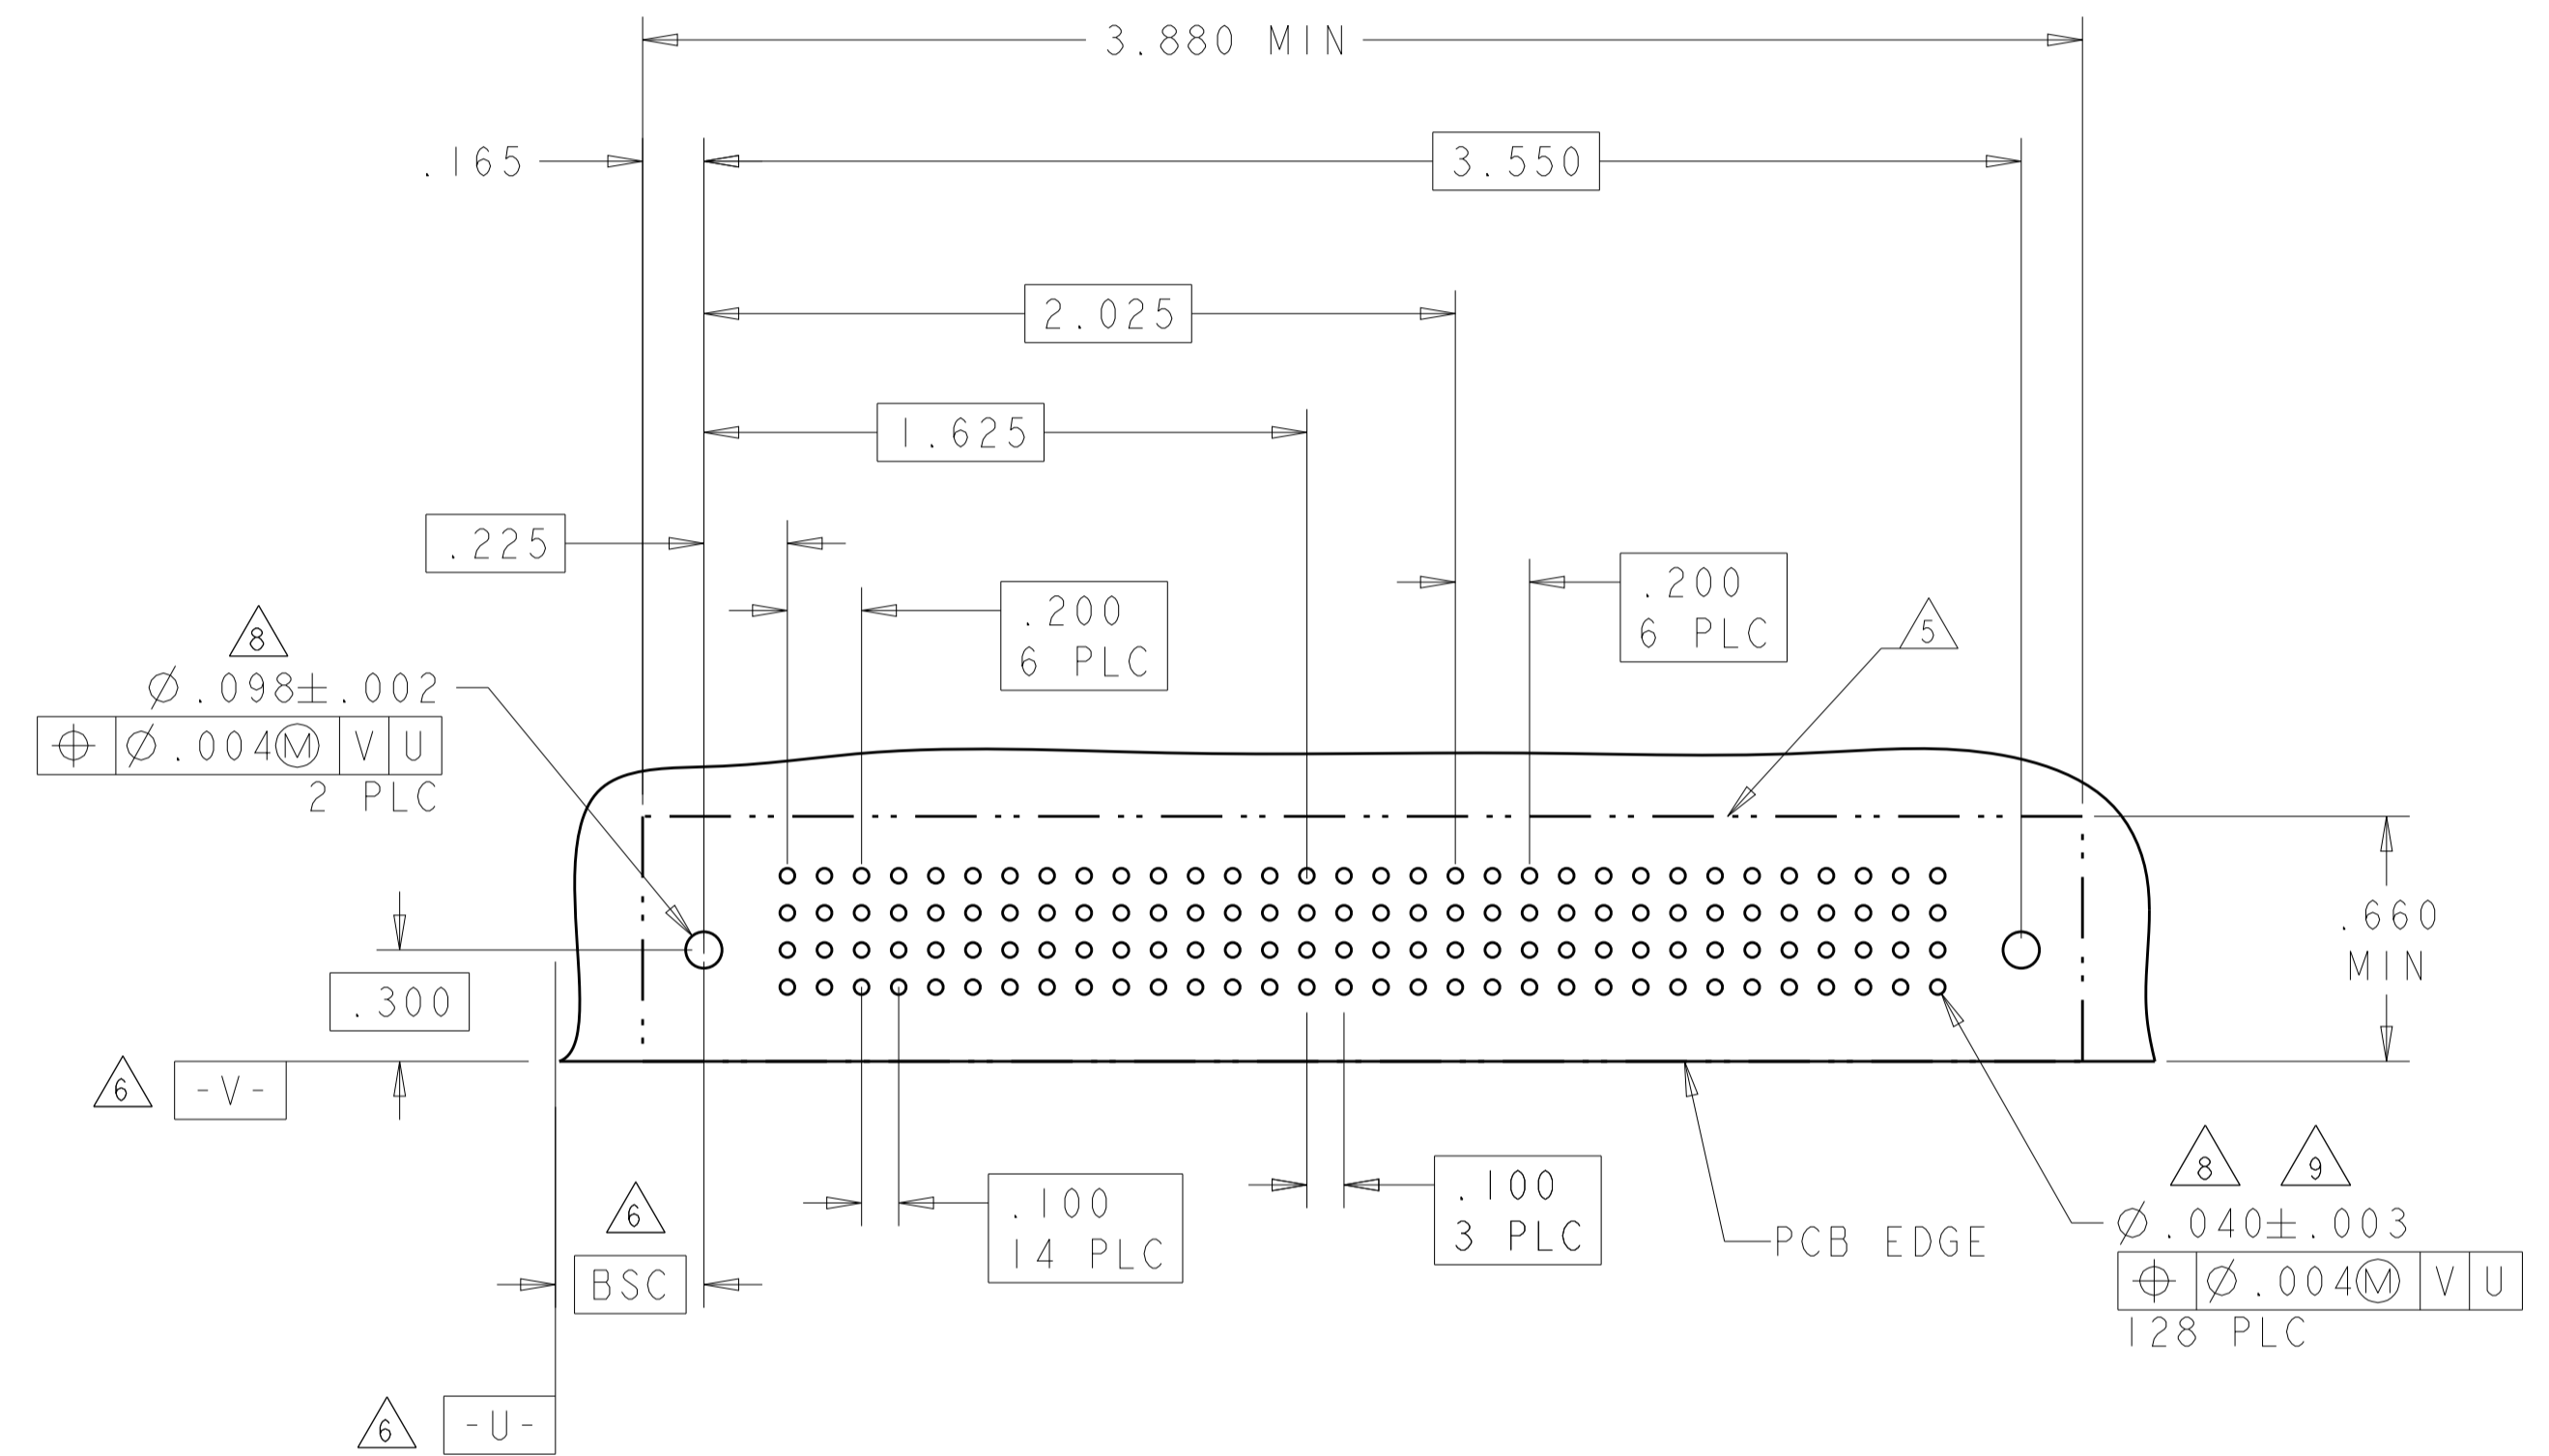 3.880 MIN
.165
3.550
2.025
1.625
.225
.200
6 PLC
.200
6 PLC
5
8
Ø.098±.002
⌖ Ø.004Ⓜ V U
2 PLC
.300
.660
MIN
6 -V-
6
BSC
.100
14 PLC
.100
3 PLC
PCB EDGE
8 9
Ø.040±.003
⌖ Ø.004Ⓜ V U
128 PLC
6 -U-